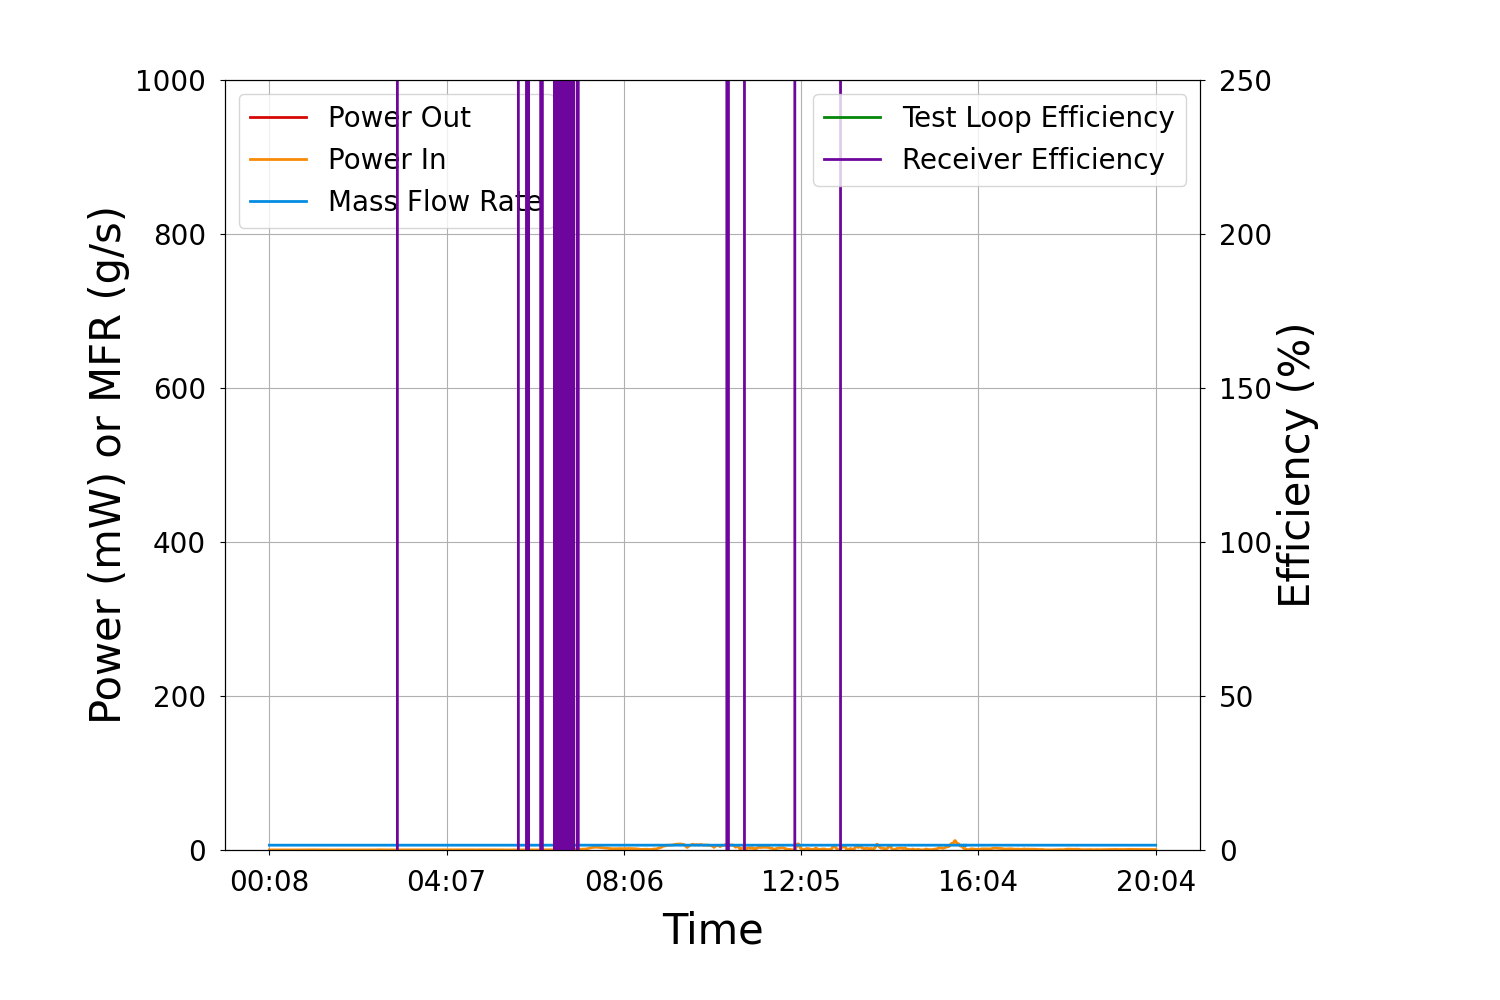 1000
800
600
400
200
0
Power (mW) or MFR (g/s)
Power Out
Power In
Mass Flow Rate
Test Loop Efficiency
Receiver Efficiency
250
200
150
100
50
0
Efficiency (%)
00:08 04:07 08:06 12:05 16:04 20:04
Time